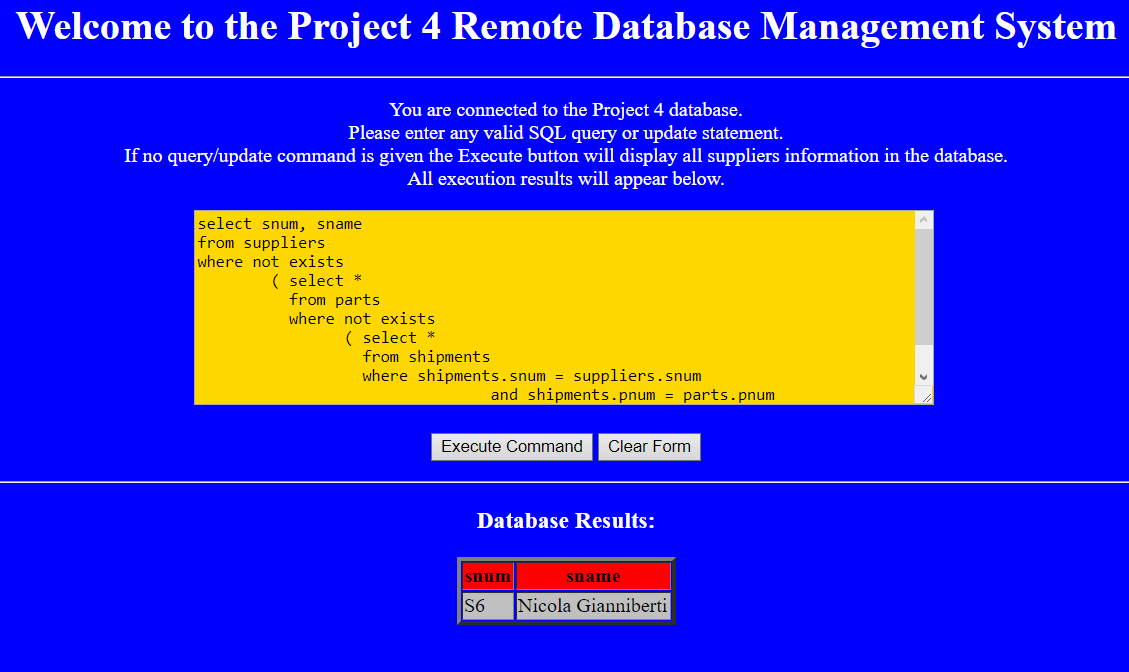 Welcome to the Project 4 Remote Database Management System
You are connected to the Project 4 database.
Please enter any valid SQL query or update statement.
If no query/update command is given the Execute button will display all suppliers information in the database.
All execution results will appear below.
select snum, sname
from suppliers
where not exists
( select *
from parts
where not exists
( select *
from shipments
where shipments.snum = suppliers.snum
and shipments.pnum = parts.pnum
Execute Command Clear Form
Database Results:
snum sname
S6 Nicola Gianniberti